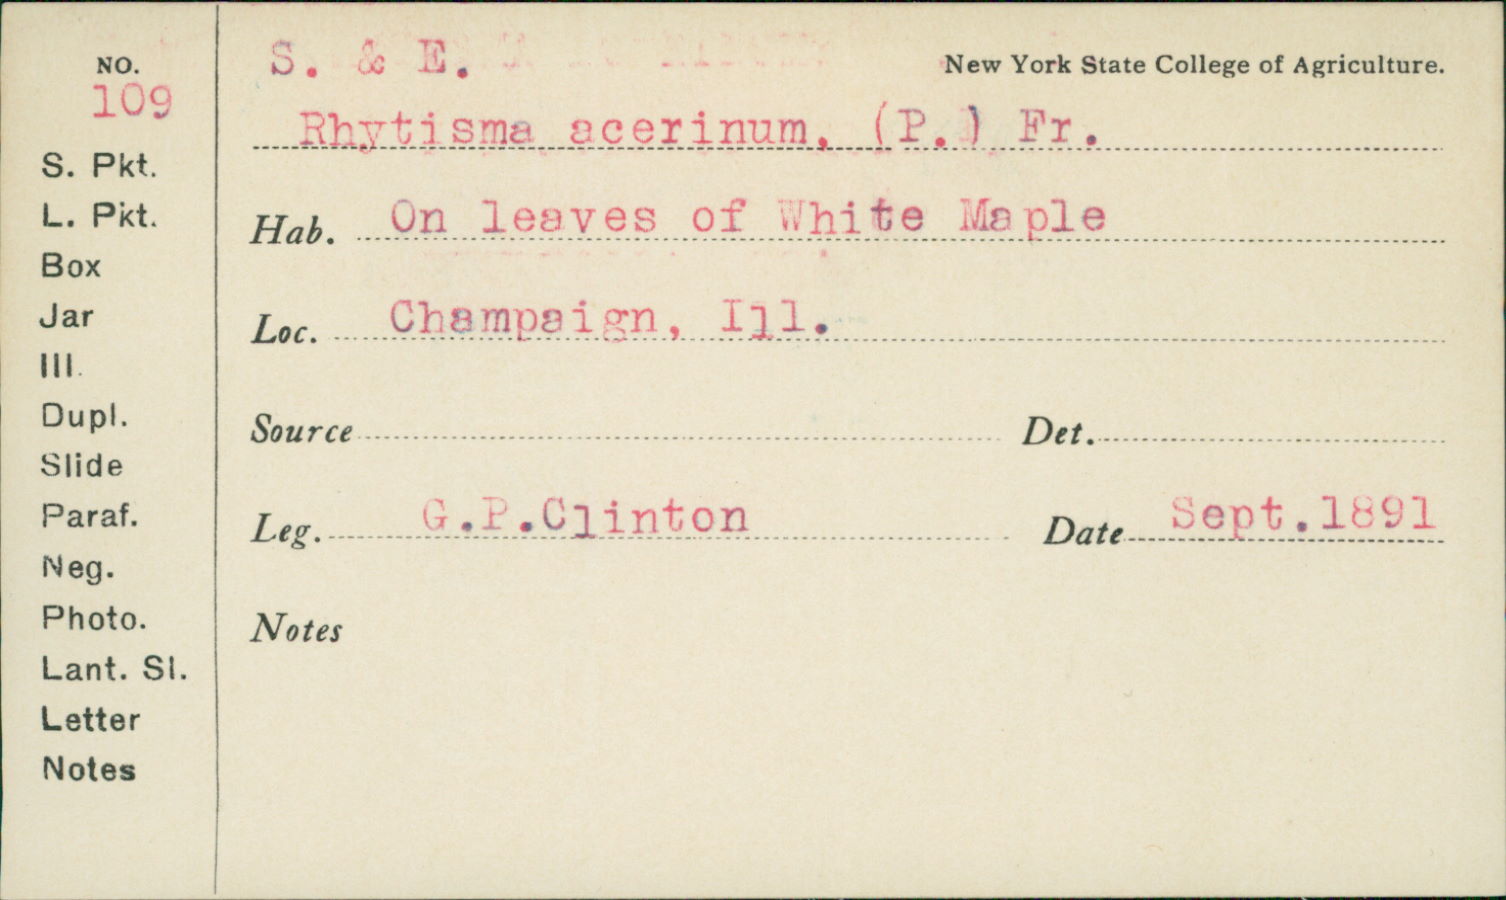 NO.
109
S. Pkt.
L. Pkt.
Box
Jar
Ill.
Dupl.
Slide
Paraf.
Neg.
Photo.
Lant. Sl.
Letter
Notes
S. & E.
New York State College of Agriculture.
Rhytisma acerinum, (P.) Fr.
Hab. On leaves of White Maple
Loc. Champaign, Ill.
Source Det.
Leg. G.P.Clinton Date Sept.1891
Notes